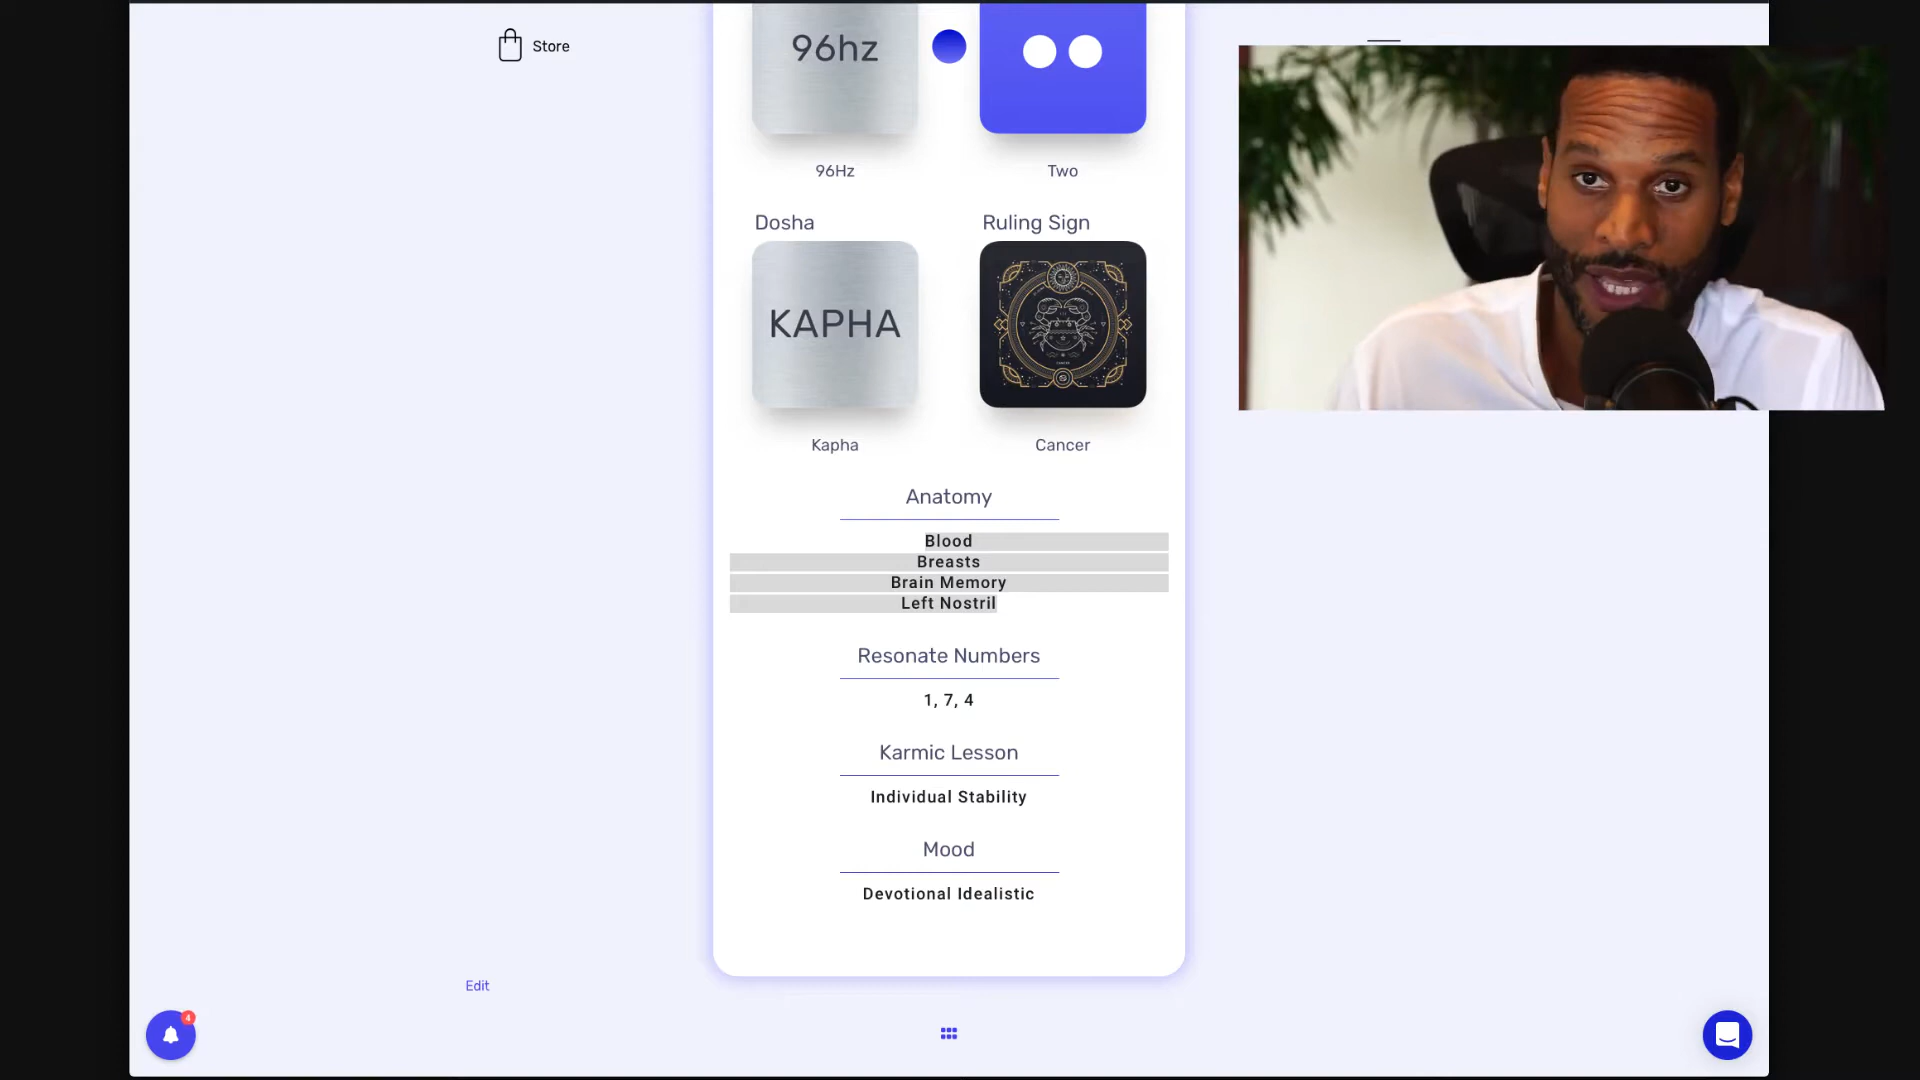 Store
96hz
96Hz
Two
Dosha
Ruling Sign
KAPHA
Kapha
Cancer
Anatomy
Blood
Breasts
Brain Memory
Left Nostril
Resonate Numbers
1, 7, 4
Karmic Lesson
Individual Stability
Mood
Devotional Idealistic
Edit
4